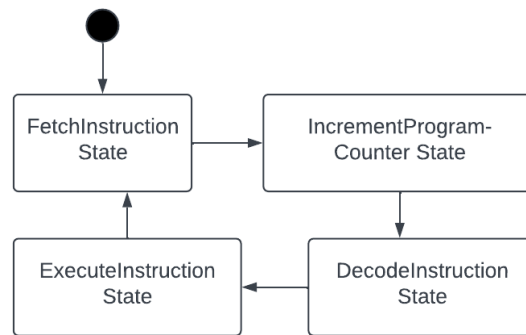 FetchInstruction
State
IncrementProgram-
Counter State
ExecuteInstruction
State
DecodeInstruction
State